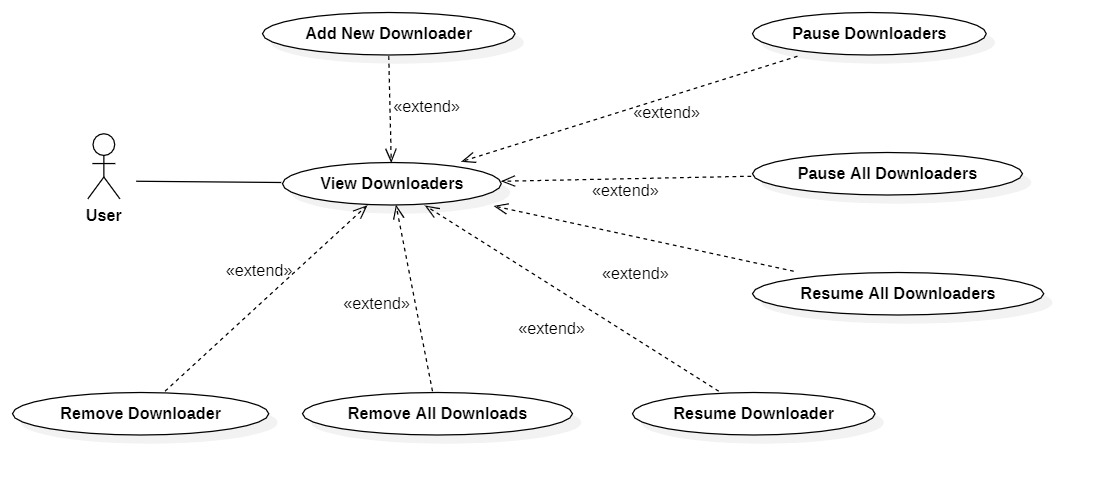 Add New Downloader
Pause Downloaders
«extend»
«extend»
View Downloaders
Pause All Downloaders
«extend»
User
«extend»
«extend»
Resume All Downloaders
«extend»
«extend»
Remove Downloader
Remove All Downloads
Resume Downloader